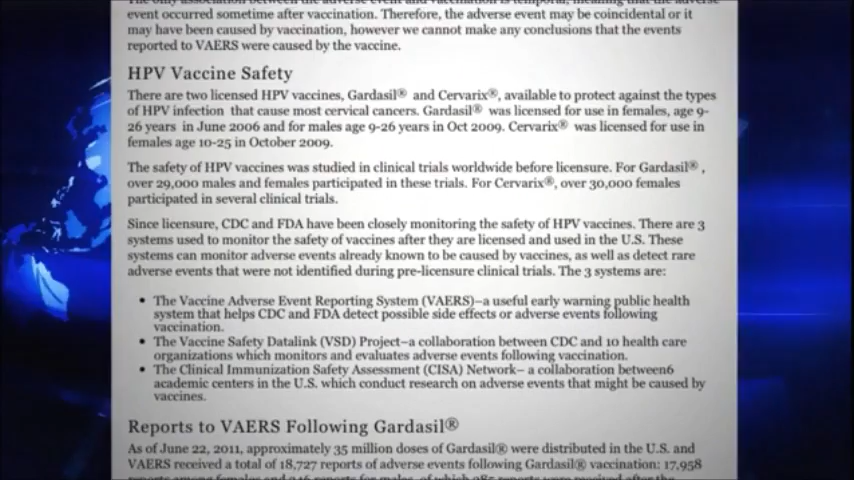 event occurred sometime after vaccination. Therefore, the adverse event may be coincidental or it
may have been caused by vaccination, however we cannot make any conclusions that the events
reported to VAERS were caused by the vaccine.
HPV Vaccine Safety
There are two licensed HPV vaccines, Gardasil® and Cervarix®, available to protect against the types
of HPV infection that cause most cervical cancers. Gardasil® was licensed for use in females, age 9-
26 years in June 2006 and for males age 9-26 years in Oct 2009. Cervarix® was licensed for use in
females age 10-25 in October 2009.
The safety of HPV vaccines was studied in clinical trials worldwide before licensure. For Gardasil® ,
over 29,000 males and females participated in these trials. For Cervarix®, over 30,000 females
participated in several clinical trials.
Since licensure, CDC and FDA have been closely monitoring the safety of HPV vaccines. There are 3
systems used to monitor the safety of vaccines after they are licensed and used in the U.S. These
systems can monitor adverse events already known to be caused by vaccines, as well as detect rare
adverse events that were not identified during pre-licensure clinical trials. The 3 systems are:
• The Vaccine Adverse Event Reporting System (VAERS)–a useful early warning public health
system that helps CDC and FDA detect possible side effects or adverse events following
vaccination.
• The Vaccine Safety Datalink (VSD) Project–a collaboration between CDC and 10 health care
organizations which monitors and evaluates adverse events following vaccination.
• The Clinical Immunization Safety Assessment (CISA) Network– a collaboration between6
academic centers in the U.S. which conduct research on adverse events that might be caused by
vaccines.
Reports to VAERS Following Gardasil®
As of June 22, 2011, approximately 35 million doses of Gardasil® were distributed in the U.S. and
VAERS received a total of 18,727 reports of adverse events following Gardasil® vaccination: 17,958